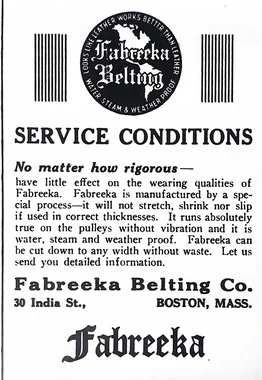 LOOKS LIKE LEATHER WORKS BETTER THAN LEATHER
Fabreeka
Belting
WATER STEAM & WEATHER PROOF
SERVICE CONDITIONS
No matter how rigorous—
have little effect on the wearing qualities of
Fabreeka. Fabreeka is manufactured by a spe-
cial process—it will not stretch, shrink nor slip
if used in correct thicknesses. It runs absolutely
true on the pulleys without vibration and it is
water, steam and weather proof. Fabreeka can
be cut down to any width without waste. Let us
send you detailed information.
Fabreeka Belting Co.
30 India St., BOSTON, MASS.
Fabreeka